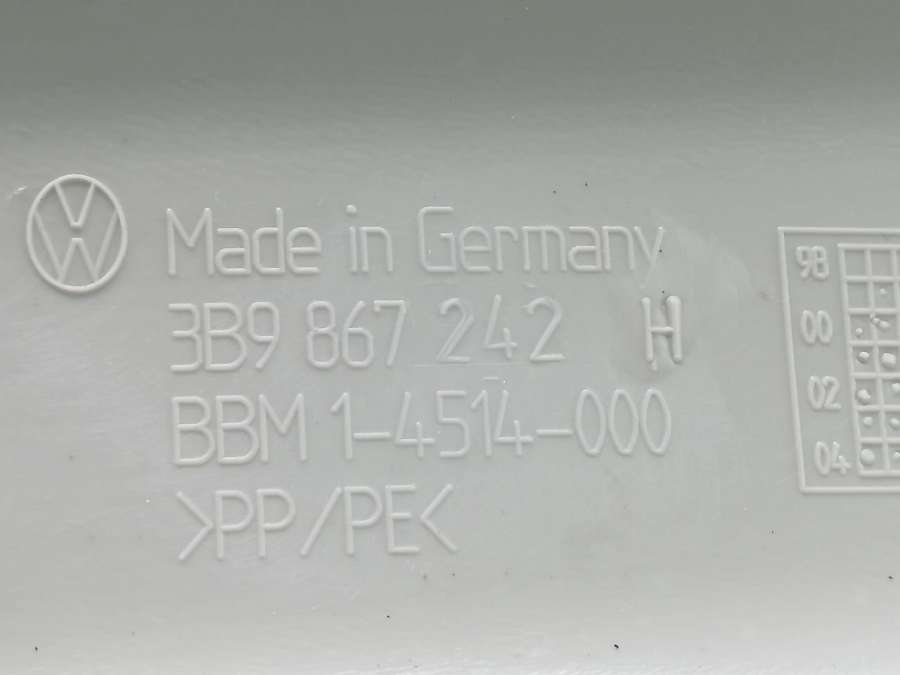 Made in Germany
3B9 867 242 H
BBM 1-4514-000
>PP/PE<
98
00
02
04